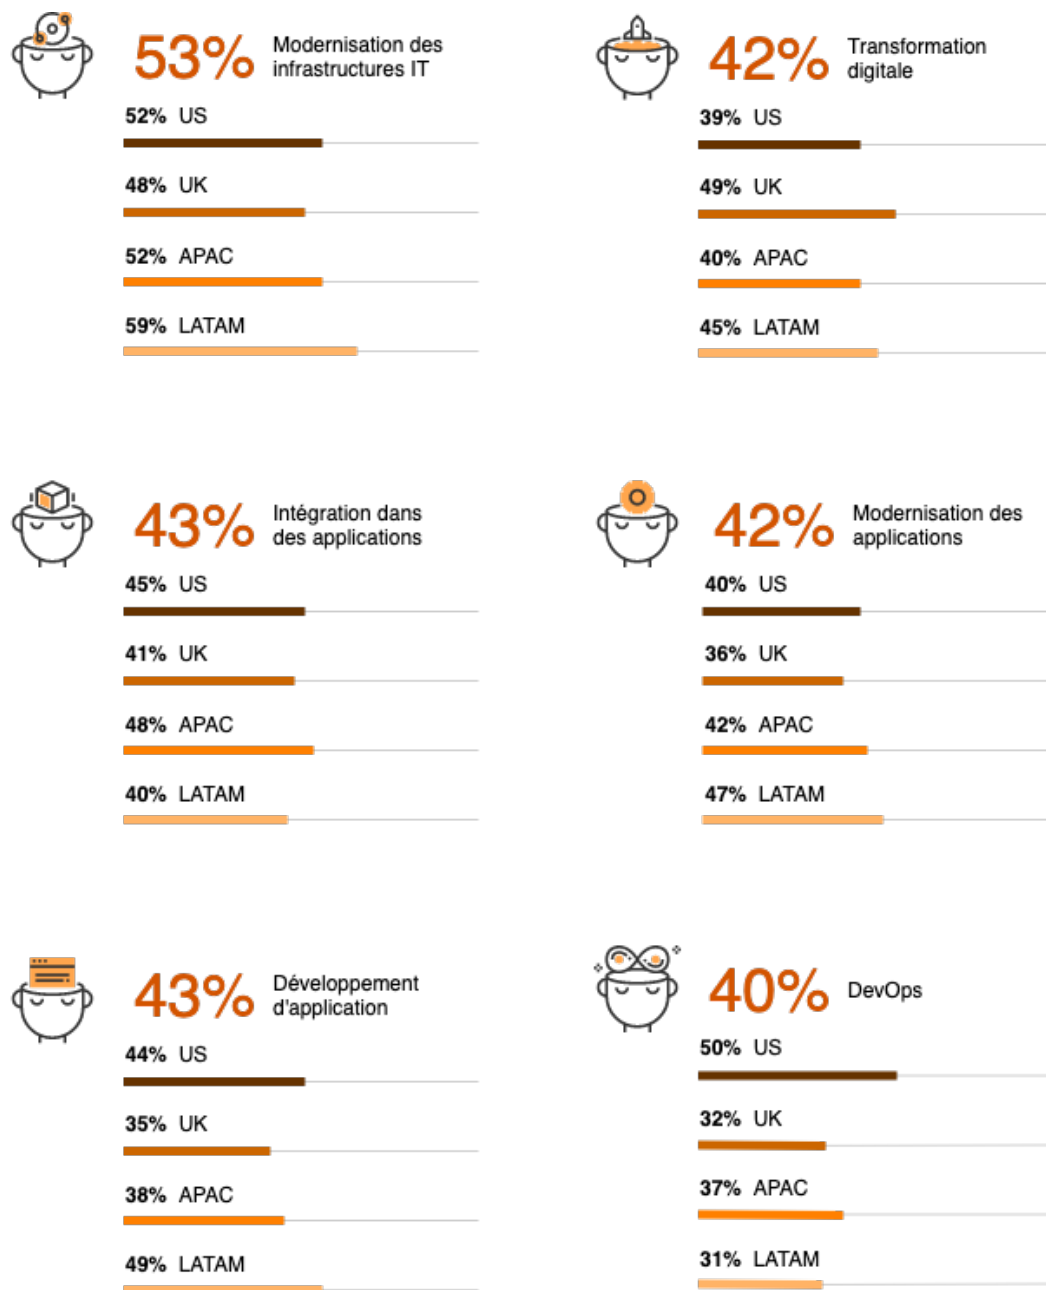 53%
Modernisation des
infrastructures IT
52% US
48% UK
52% APAC
59% LATAM
42%
Transformation
digitale
39% US
49% UK
40% APAC
45% LATAM
43%
Intégration dans
des applications
45% US
41% UK
48% APAC
40% LATAM
42%
Modernisation des
applications
40% US
36% UK
42% APAC
47% LATAM
43%
Développement
d'application
44% US
35% UK
38% APAC
49% LATAM
40%
DevOps
50% US
32% UK
37% APAC
31% LATAM